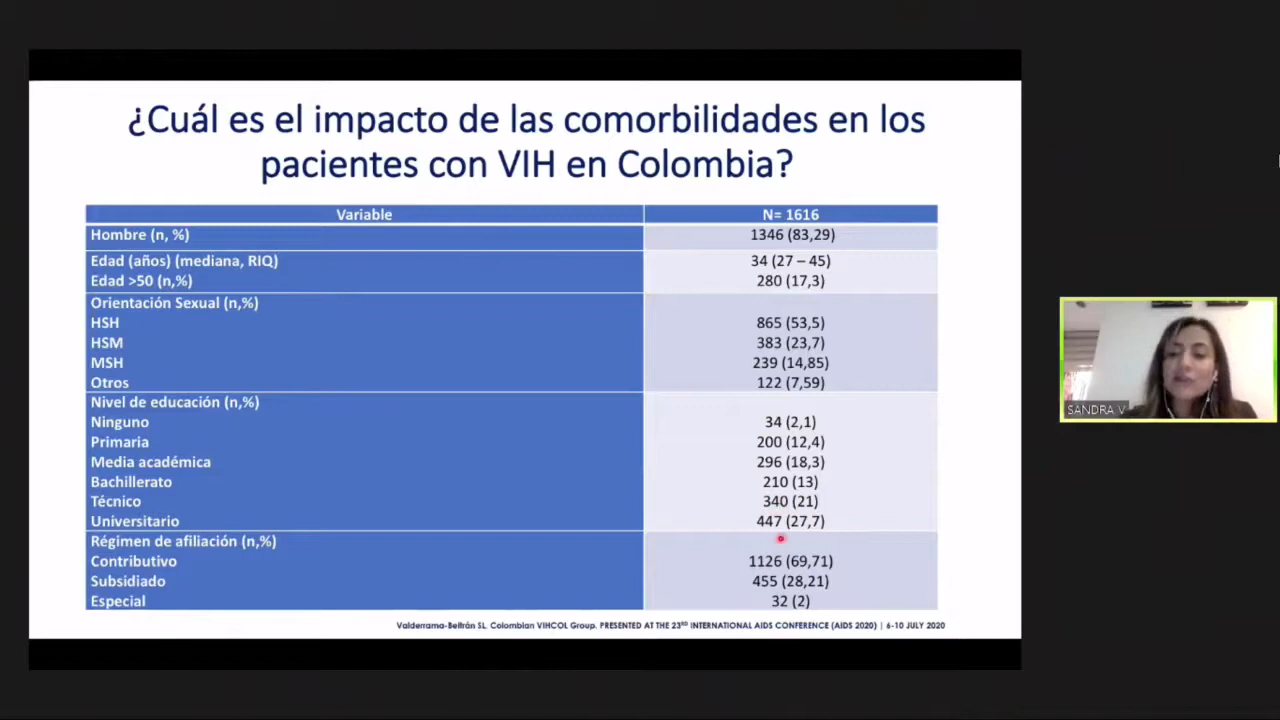 ¿Cuál es el impacto de las comorbilidades en los
pacientes con VIH en Colombia?
Variable N= 1616
Hombre (n, %) 1346 (83,29)
Edad (años) (mediana, RIQ) 34 (27 – 45)
Edad >50 (n,%) 280 (17,3)
Orientación Sexual (n,%)
HSH 865 (53,5)
HSM 383 (23,7)
MSH 239 (14,85)
Otros 122 (7,59)
Nivel de educación (n,%)
Ninguno 34 (2,1)
Primaria 200 (12,4)
Media académica 296 (18,3)
Bachillerato 210 (13)
Técnico 340 (21)
Universitario 447 (27,7)
Régimen de afiliación (n,%)
Contributivo 1126 (69,71)
Subsidiado 455 (28,21)
Especial 32 (2)
Valderrama-Beltrán SL. Colombian VIHCOL Group. PRESENTED AT THE 23RD INTERNATIONAL AIDS CONFERENCE (AIDS 2020) | 6-10 JULY 2020
SANDRA V